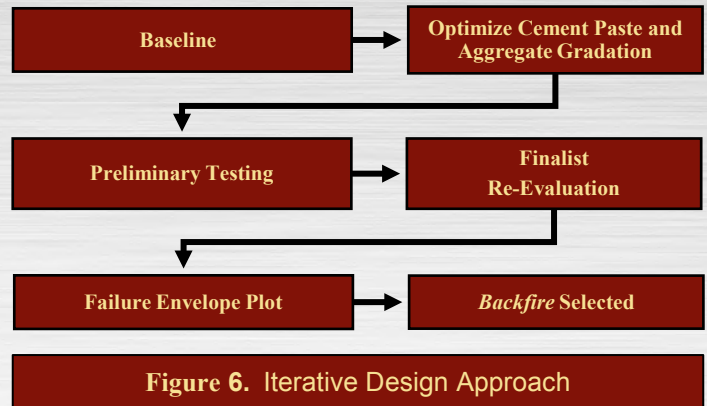 Baseline
Optimize Cement Paste and
Aggregate Gradation
Preliminary Testing
Finalist
Re-Evaluation
Failure Envelope Plot
Backfire Selected
Figure 6. Iterative Design Approach